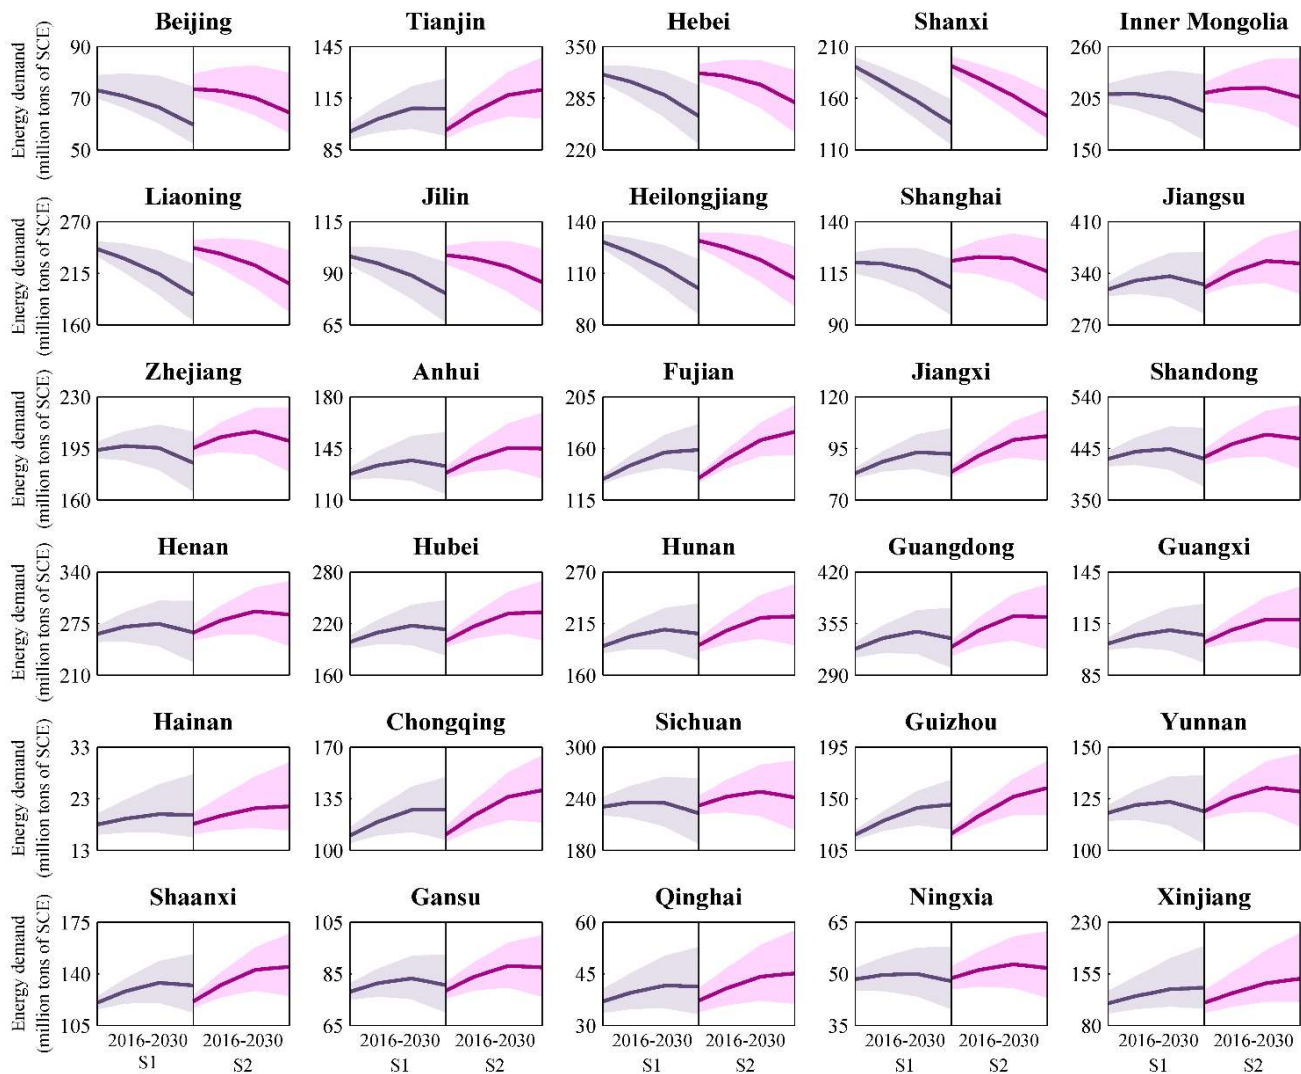 Beijing Tianjin Hebei Shanxi Inner Mongolia
Energy demand
(million tons of SCE)
90 145 350 210 260
70 115 285 160 205
50 85 220 110 150
Liaoning Jilin Heilongjiang Shanghai Jiangsu
Energy demand
(million tons of SCE)
270 115 140 140 410
215 90 110 115 340
160 65 80 90 270
Zhejiang Anhui Fujian Jiangxi Shandong
Energy demand
(million tons of SCE)
230 180 205 120 540
195 145 160 95 445
160 110 115 70 350
Henan Hubei Hunan Guangdong Guangxi
Energy demand
(million tons of SCE)
340 280 270 420 145
275 220 215 355 115
210 160 160 290 85
Hainan Chongqing Sichuan Guizhou Yunnan
Energy demand
(million tons of SCE)
33 170 300 195 150
23 135 240 150 125
13 100 180 105 100
Shaanxi Gansu Qinghai Ningxia Xinjiang
Energy demand
(million tons of SCE)
175 105 60 65 230
140 85 45 50 155
105 65 30 35 80
2016-2030 2016-2030 2016-2030 2016-2030 2016-2030 2016-2030 2016-2030 2016-2030 2016-2030 2016-2030
S1 S2 S1 S2 S1 S2 S1 S2 S1 S2